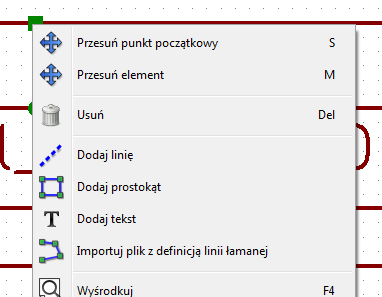 Przesuń punkt początkowy S
Przesuń element M
Usuń Del
Dodaj linię
Dodaj prostokąt
Dodaj tekst
Importuj plik z definicją linii łamanej
Wyśrodkuj F4